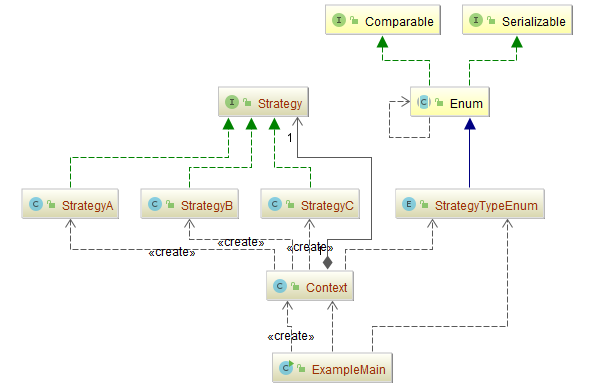 I Comparable
I Serializable
I Strategy
C Enum
1
C StrategyA
C StrategyB
C StrategyC
E StrategyTypeEnum
«create»
«create»
«create»
1
C Context
«create»
C ExampleMain